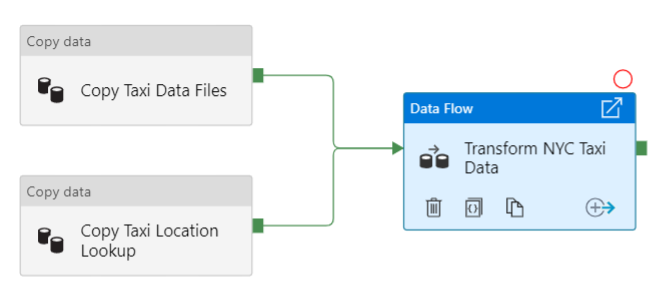 Copy data
Copy Taxi Data Files
Copy data
Copy Taxi Location
Lookup
Data Flow
Transform NYC Taxi
Data